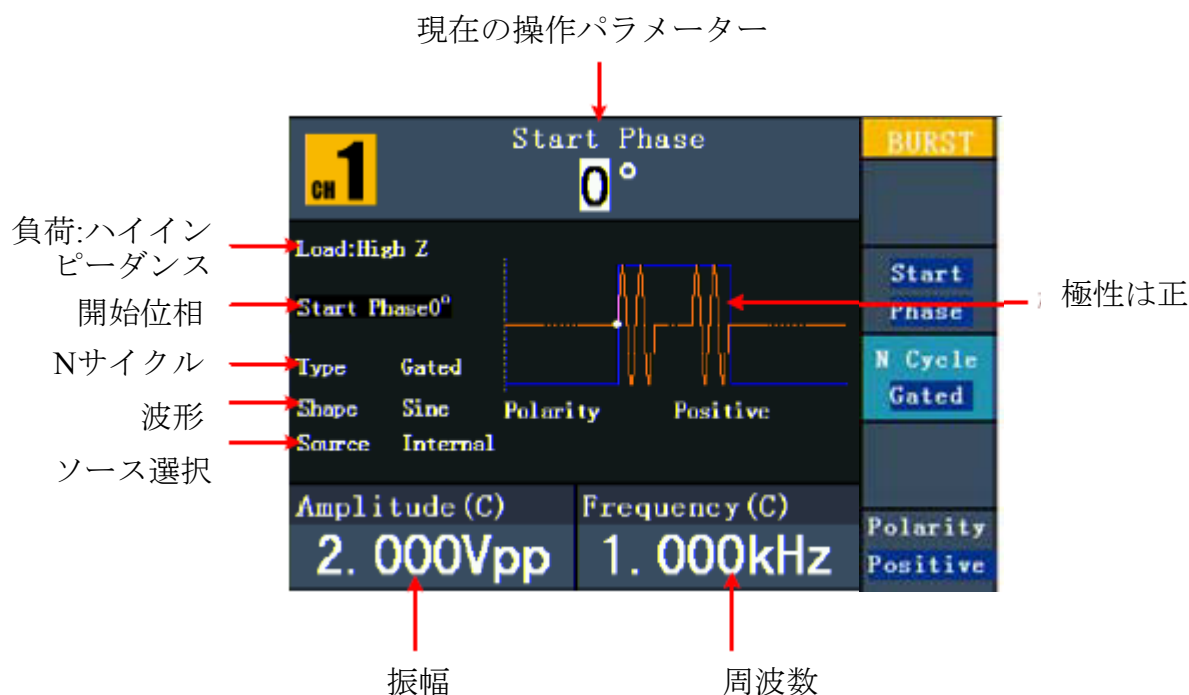 現在の操作パラメーター
CH 1
Start Phase
0°
BURST
負荷:ハイイン
ピーダンス
Load:High Z
開始位相
Start Phase0°
Start
Phase
極性は正
Nサイクル
Type Gated
N Cycle
Gated
波形
Shape Sine
Polarity Positive
ソース選択
Source Internal
Amplitude(C)
2.000Vpp
Frequency(C)
1.000kHz
Polarity
Positive
振幅
周波数